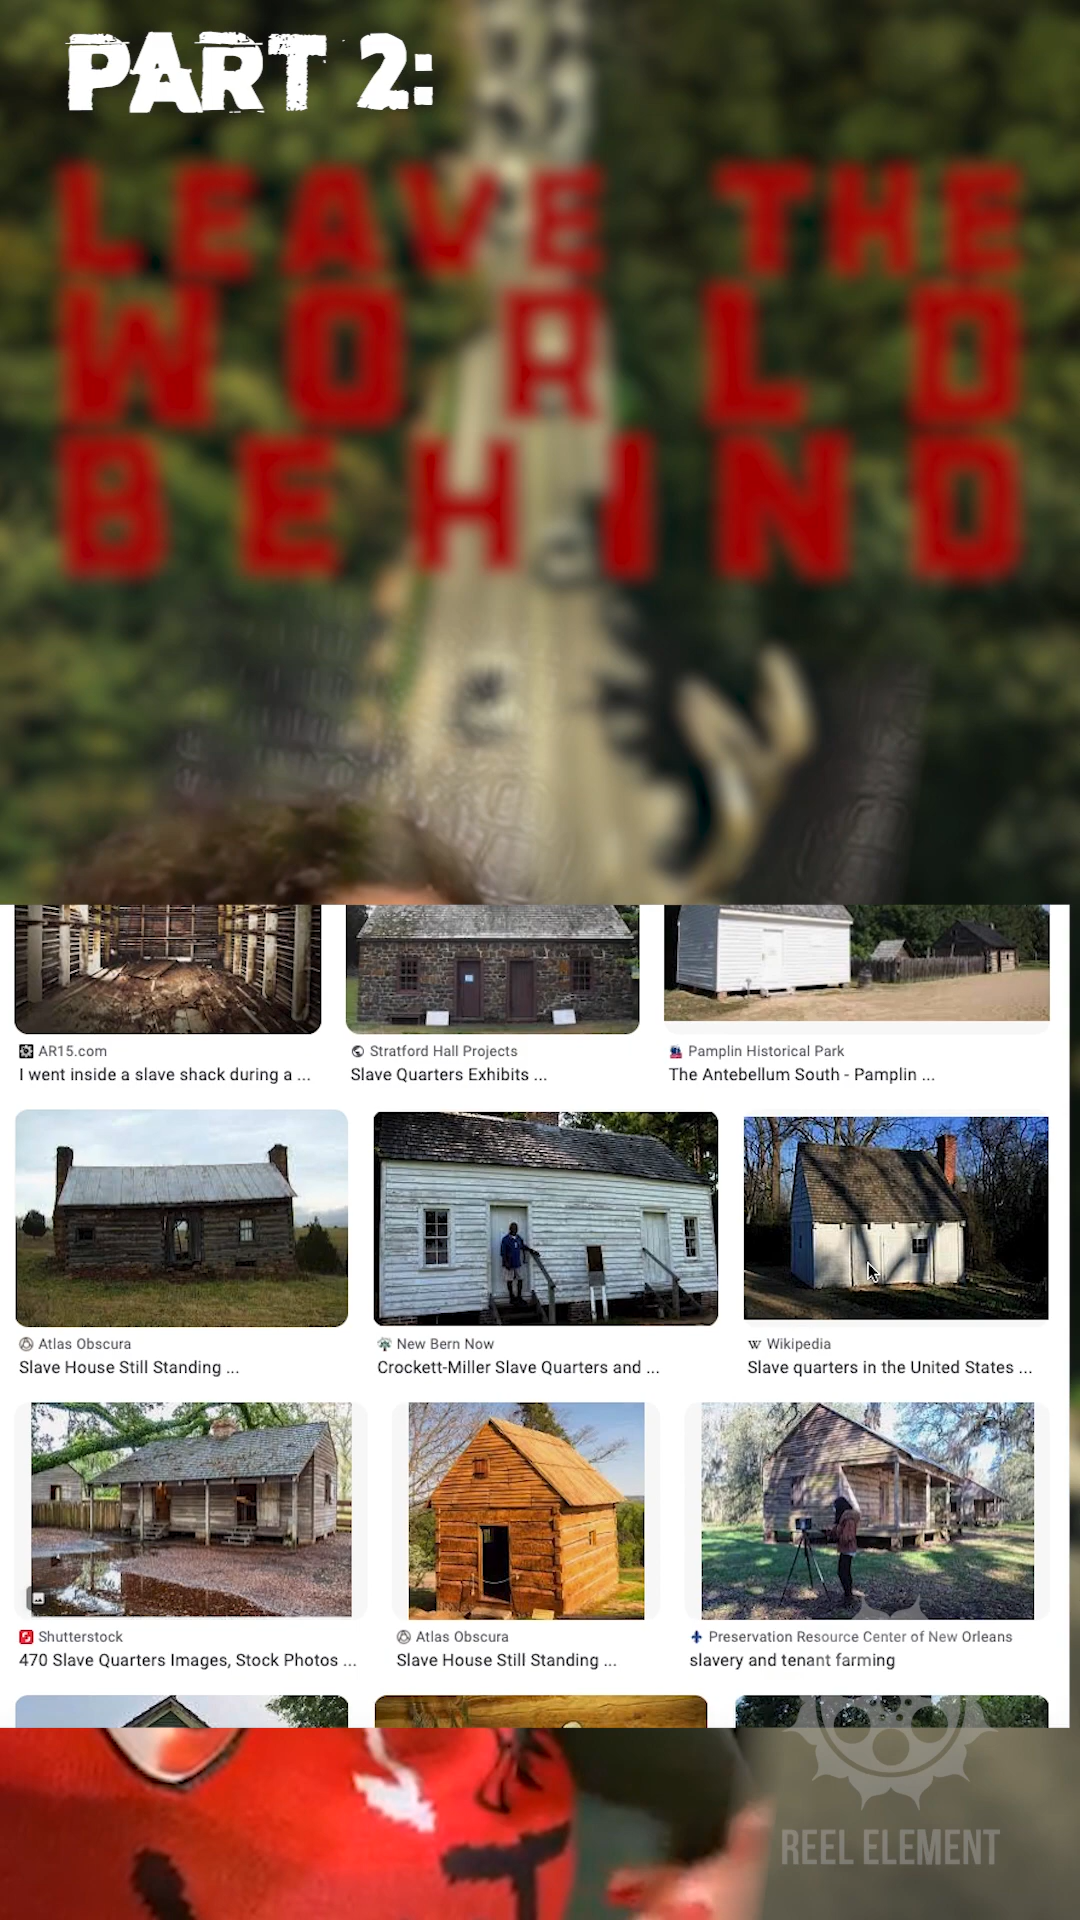 PART 2:
LEAVE THE
WORLD
BEHIND
AR15.com
I went inside a slave shack during a ...
Stratford Hall Projects
Slave Quarters Exhibits ...
Pamplin Historical Park
The Antebellum South - Pamplin ...
Atlas Obscura
Slave House Still Standing ...
New Bern Now
Crockett-Miller Slave Quarters and ...
W Wikipedia
Slave quarters in the United States ...
Shutterstock
470 Slave Quarters Images, Stock Photos ...
Atlas Obscura
Slave House Still Standing ...
Preservation Resource Center of New Orleans
slavery and tenant farming
REEL ELEMENT